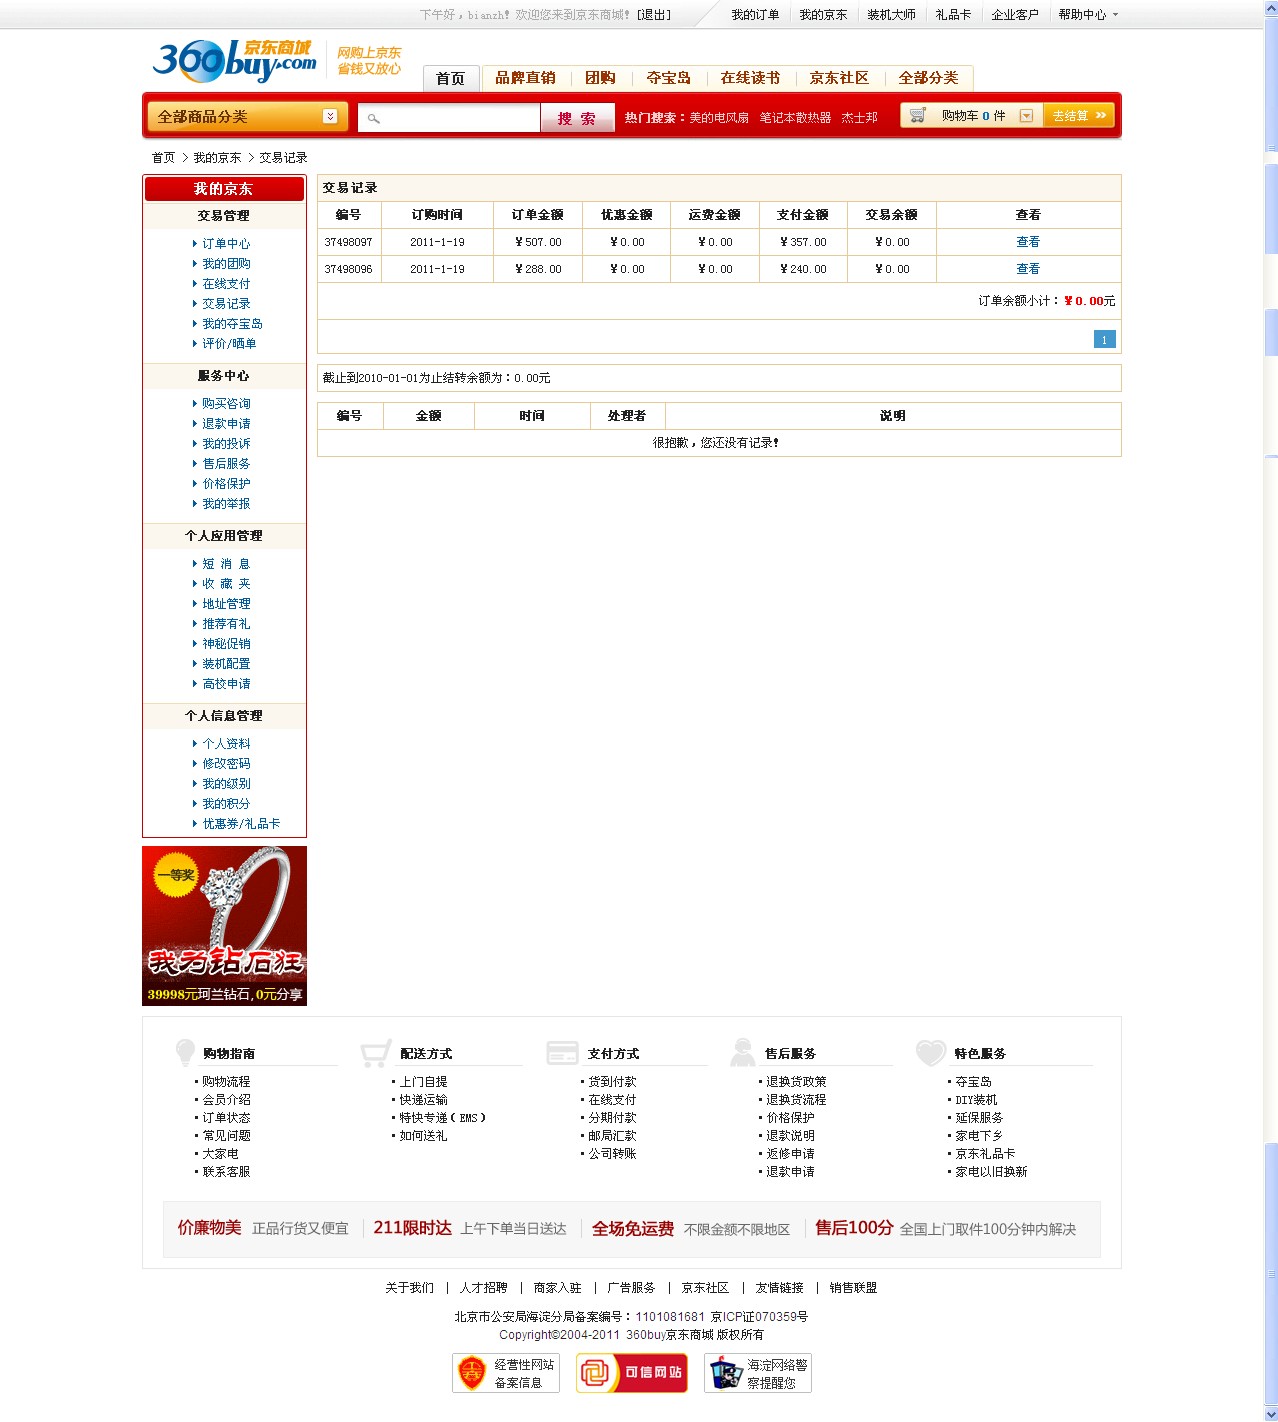 下午好，bianzh！欢迎您来到京东商城！[退出] 我的订单 我的京东 装机大师 礼品卡 企业客户 帮助中心
360buy.com 京东商城 网购上京东
省钱又放心
首页 品牌直销 团购 夺宝岛 在线读书 京东社区 全部分类
全部商品分类 搜 索 热门搜索：美的电风扇 笔记本散热器 杰士邦 购物车 0 件 去结算
首页 > 我的京东 > 交易记录
我的京东
交易管理
订单中心
我的团购
在线支付
交易记录
我的夺宝岛
评价/晒单
服务中心
购买咨询
退款申请
我的投诉
售后服务
价格保护
我的举报
个人应用管理
短 消 息
收 藏 夹
地址管理
推荐有礼
神秘促销
装机配置
高校申请
个人信息管理
个人资料
修改密码
我的级别
我的积分
优惠券/礼品卡
交易记录
编号 订购时间 订单金额 优惠金额 运费金额 支付金额 交易余额 查看
37498097 2011-1-19 ￥507.00 ￥0.00 ￥0.00 ￥357.00 ￥0.00 查看
37498096 2011-1-19 ￥288.00 ￥0.00 ￥0.00 ￥240.00 ￥0.00 查看
订单余额小计：￥0.00元
1
截止到2010-01-01为止结转余额为：0.00元
编号 金额 时间 处理者 说明
很抱歉，您还没有记录！
一等奖
我为钻石狂
39998元珂兰钻石,0元分享
购物指南
购物流程
会员介绍
订单状态
常见问题
大家电
联系客服
配送方式
上门自提
快递运输
特快专递（EMS）
如何送礼
支付方式
货到付款
在线支付
分期付款
邮局汇款
公司转账
售后服务
退换货政策
退换货流程
价格保护
退款说明
返修申请
退款申请
特色服务
夺宝岛
DIY装机
延保服务
家电下乡
京东礼品卡
家电以旧换新
价廉物美 正品行货又便宜 211限时达 上午下单当日送达 全场免运费 不限金额不限地区 售后100分 全国上门取件100分钟内解决
关于我们 | 人才招聘 | 商家入驻 | 广告服务 | 京东社区 | 友情链接 | 销售联盟
北京市公安局海淀分局备案编号：1101081681 京ICP证070359号
Copyright©2004-2011 360buy京东商城 版权所有
经营性网站
备案信息
可信网站
海淀网络警
察提醒您